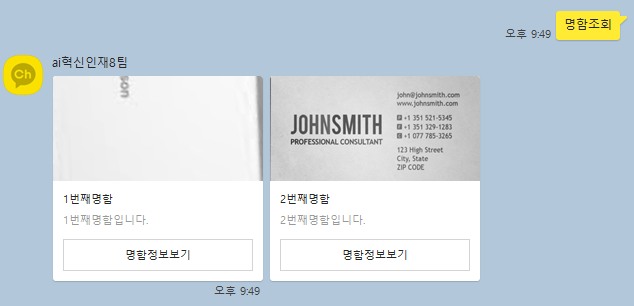 명함조회
오후 9:49
Ch
ai혁신인재8팀
son
1번째명함
1번째명함입니다.
명함정보보기
JOHNSMITH
PROFESSIONAL CONSULTANT
john@johnsmith.com
www.johnsmith.com
+1 351 521-5345
+1 351 329-1283
+1 077 785-3265
123 High Street
City, State
ZIP CODE
2번째명함
2번째명함입니다.
명함정보보기
오후 9:49